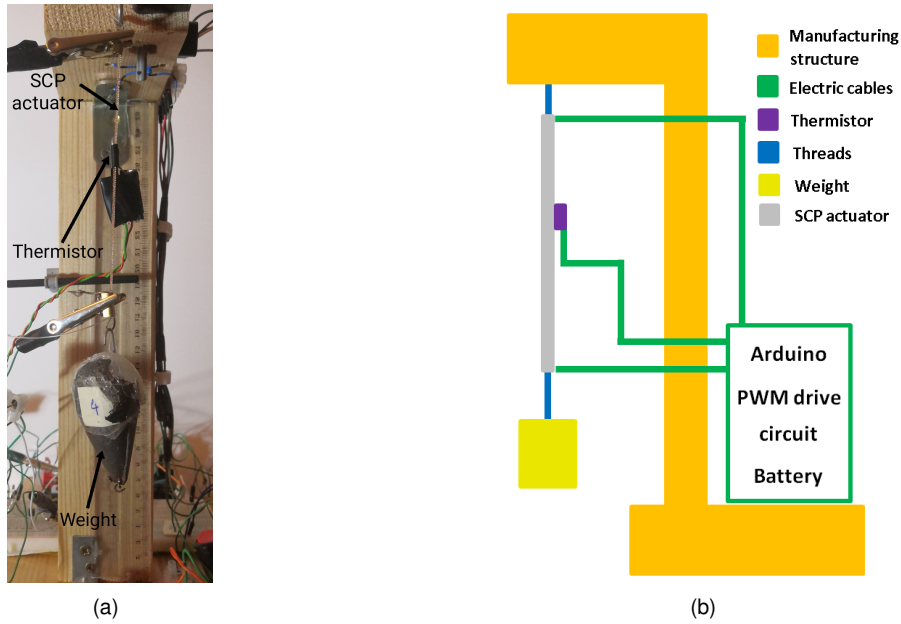 SCP
actuator
Thermistor
4
Weight
(a)
Manufacturing
structure
Electric cables
Thermistor
Threads
Weight
SCP actuator
Arduino
PWM drive
circuit
Battery
(b)